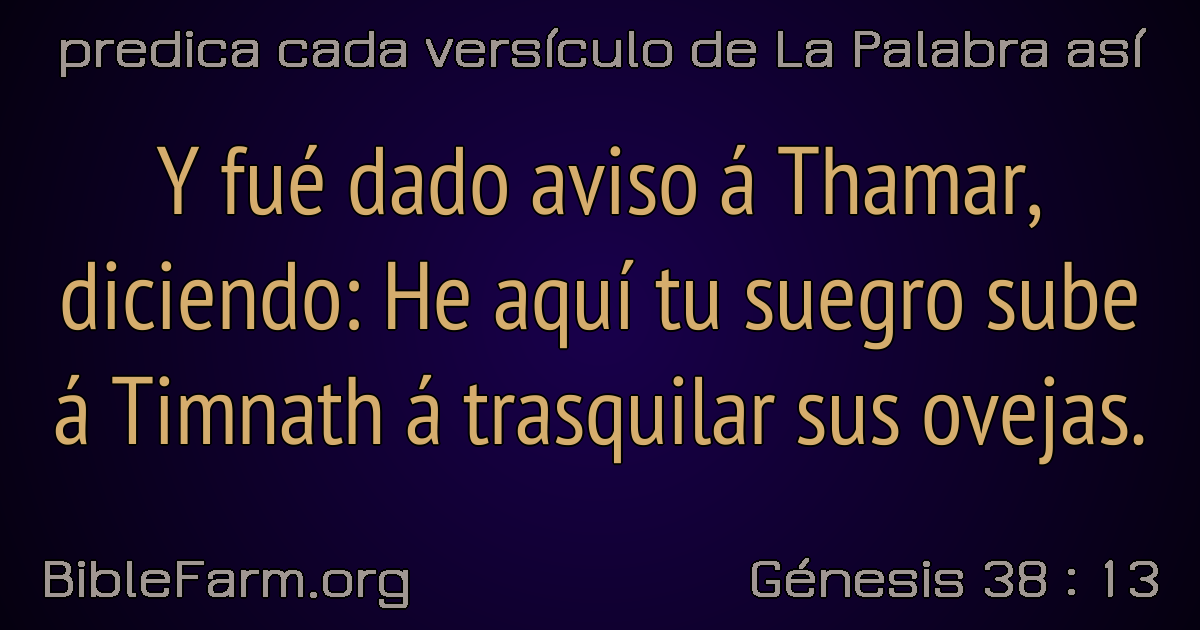 predica cada versículo de La Palabra así
Y fué dado aviso á Thamar,
diciendo: He aquí tu suegro sube
á Timnath á trasquilar sus ovejas.
BibleFarm.org
Génesis 38 : 13